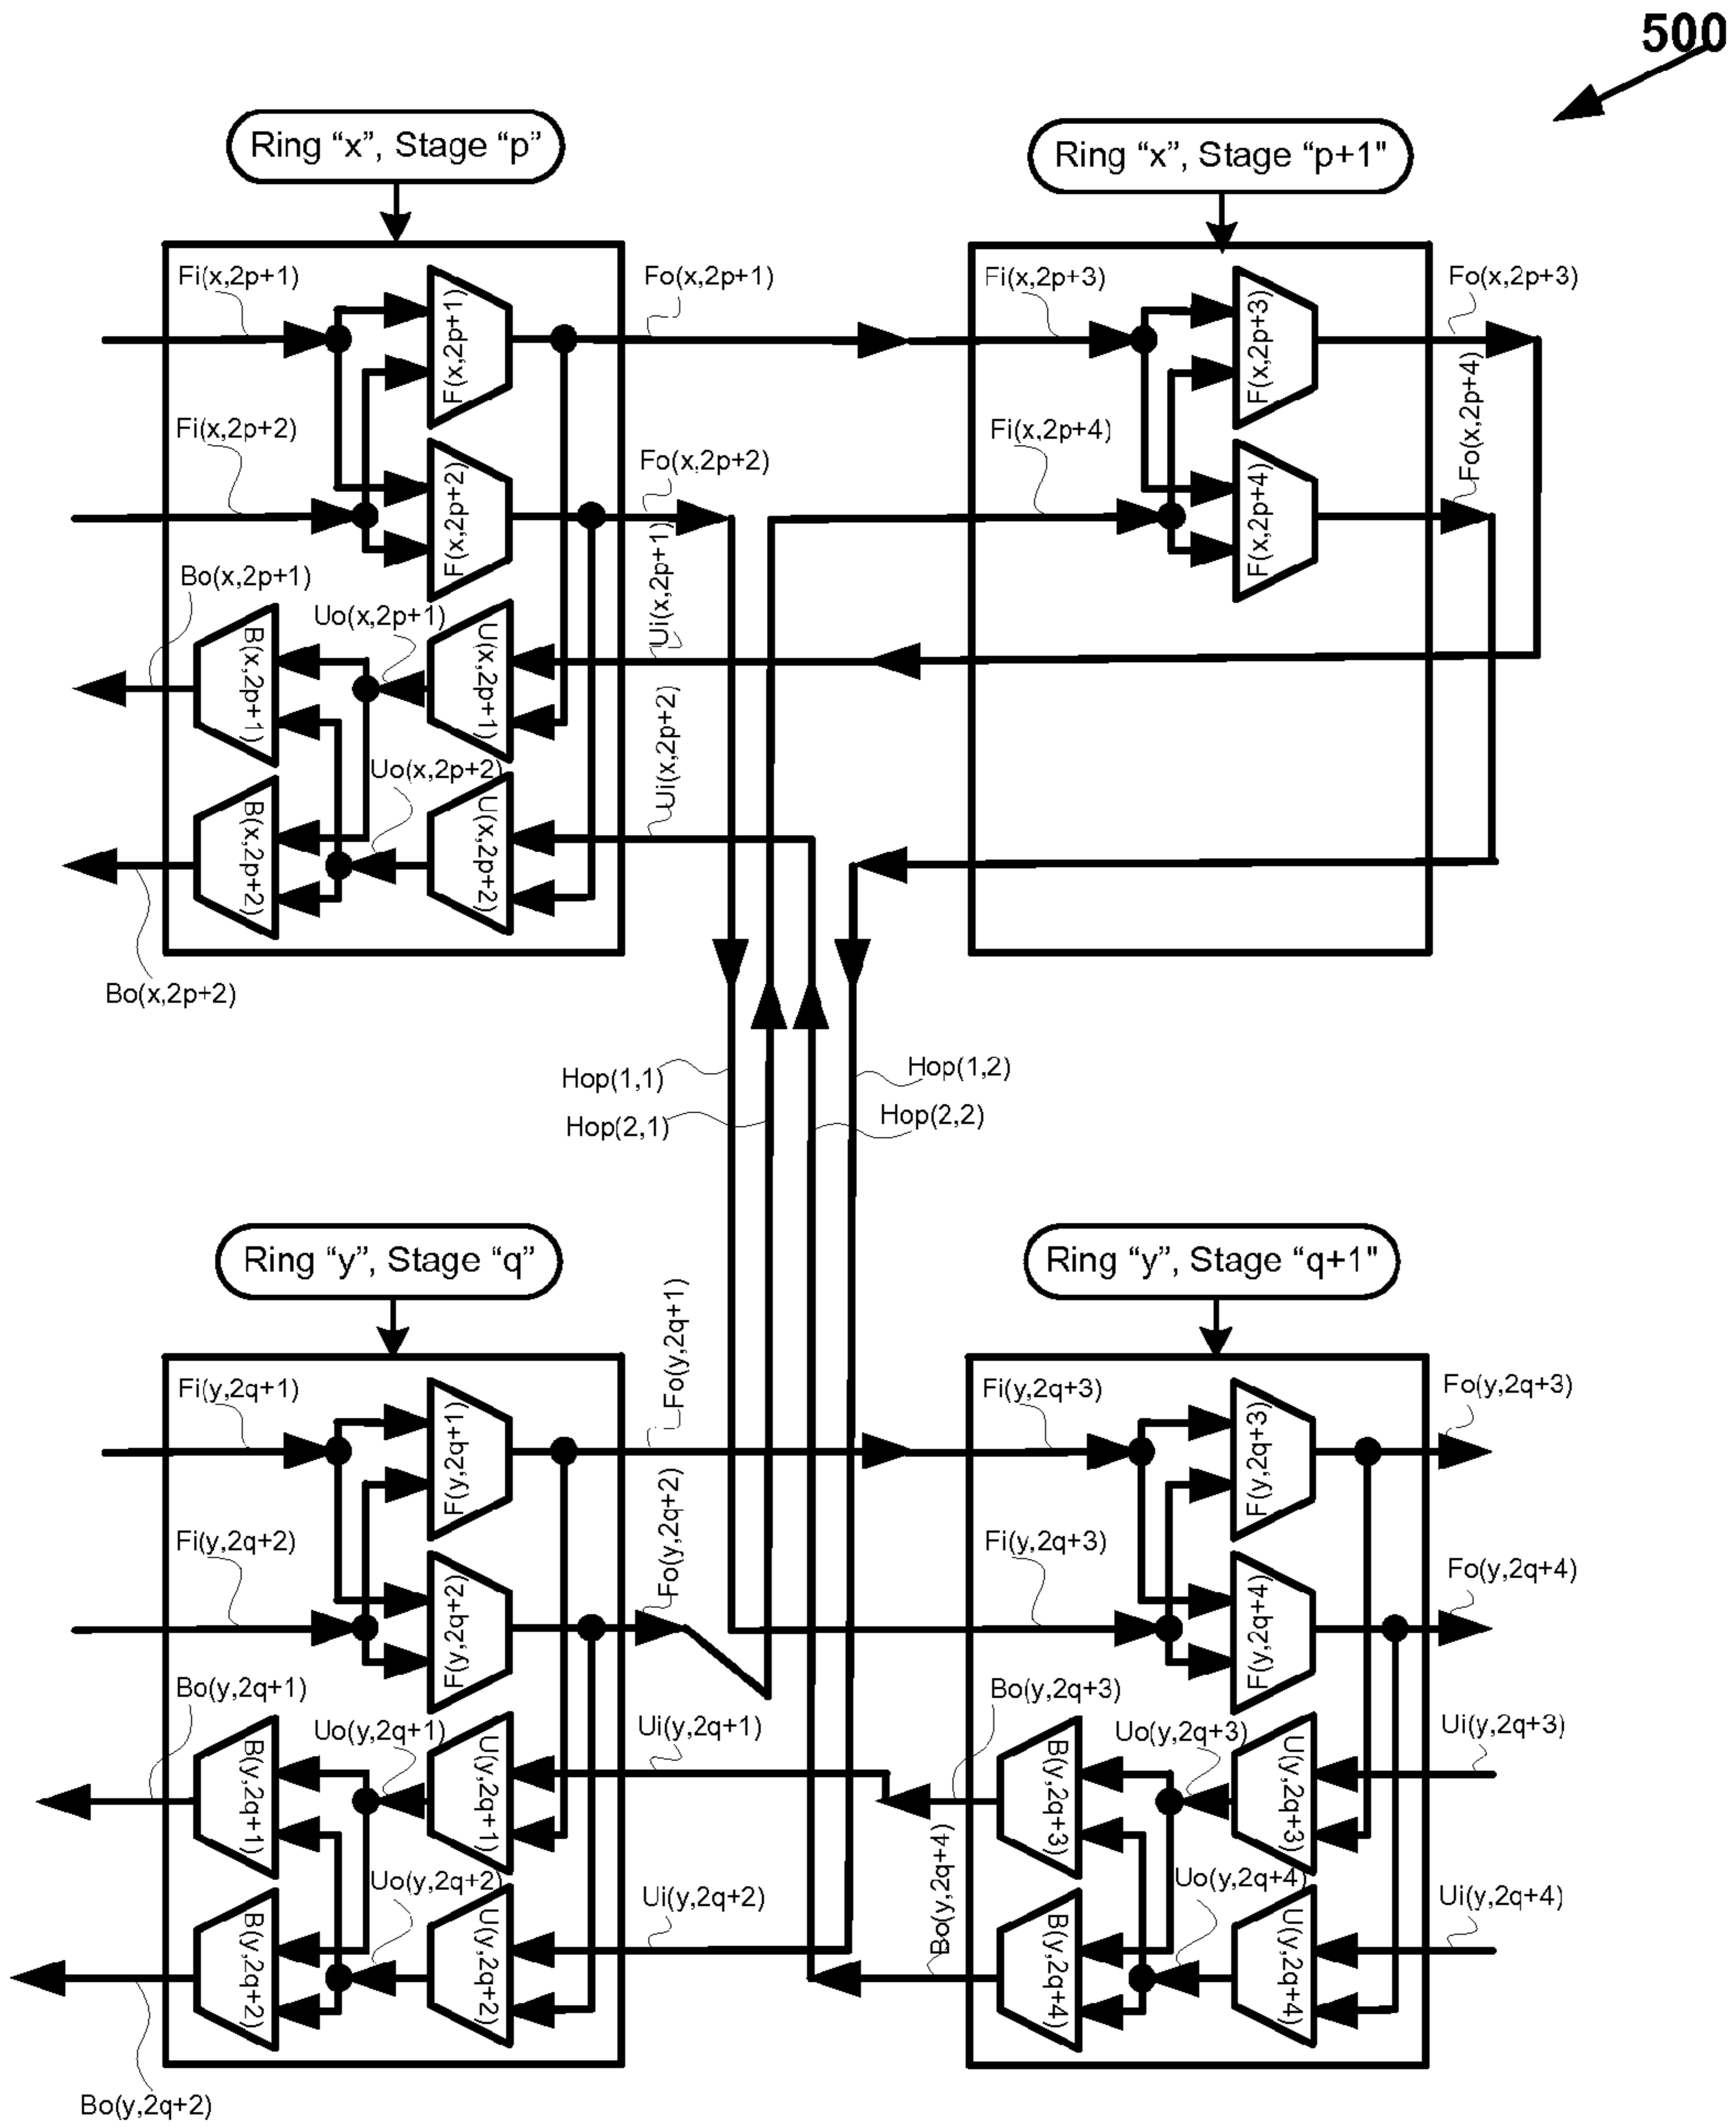 500
Ring “x”, Stage “p”
Ring “x”, Stage “p+1"
Fi(x,2p+1)
F(x,2p+1)
Fo(x,2p+1)
Fi(x,2p+3)
F(x,2p+3)
Fo(x,2p+3)
Fi(x,2p+2)
F(x,2p+2)
Fo(x,2p+2)
Fi(x,2p+4)
F(x,2p+4)
Fo(x,2p+4)
Bo(x,2p+1)
B(x,2p+1)
Uo(x,2p+1)
U(x,2p+1)
Ui(x,2p+1)
B(x,2p+2)
Uo(x,2p+2)
U(x,2p+2)
Ui(x,2p+2)
Bo(x,2p+2)
Hop(1,1)
Hop(1,2)
Hop(2,1)
Hop(2,2)
Ring “y”, Stage “q”
Ring “y”, Stage “q+1"
Fi(y,2q+1)
F(y,2q+1)
Fo(y,2q+1)
Fi(y,2q+3)
F(y,2q+3)
Fo(y,2q+3)
Fi(y,2q+2)
F(y,2q+2)
Fo(y,2q+2)
Fi(y,2q+3)
F(y,2q+4)
Fo(y,2q+4)
Bo(y,2q+1)
B(y,2q+1)
Uo(y,2q+1)
U(y,2q+1)
Ui(y,2q+1)
Bo(y,2q+3)
B(y,2q+3)
Uo(y,2q+3)
U(y,2q+3)
Ui(y,2q+3)
B(y,2q+2)
Uo(y,2q+2)
U(y,2q+2)
Ui(y,2q+2)
Bo(y,2q+4)
B(y,2q+4)
Uo(y,2q+4)
U(y,2q+4)
Ui(y,2q+4)
Bo(y,2q+2)